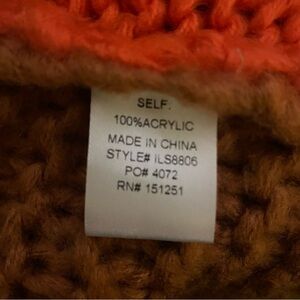 SELF:
100%ACRYLIC
MADE IN CHINA
STYLE# ILS8806
PO# 4072
RN# 151251